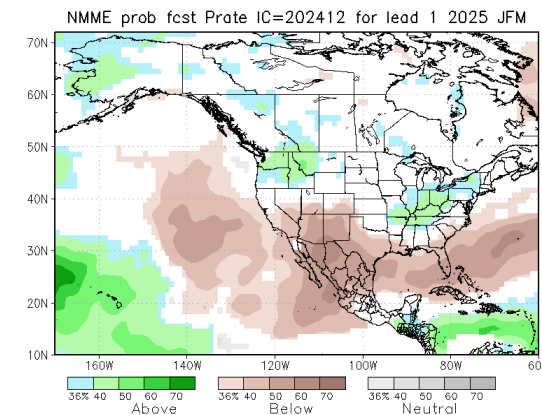 NMME prob fcst Prate IC=202412 for lead 1 2025 JFM
70N
60N
50N
40N
30N
20N
10N
160W 140W 120W 100W 80W 60
36% 40 50 60 70 36% 40 50 60 70 36% 40 50 60 70
Above Below Neutral